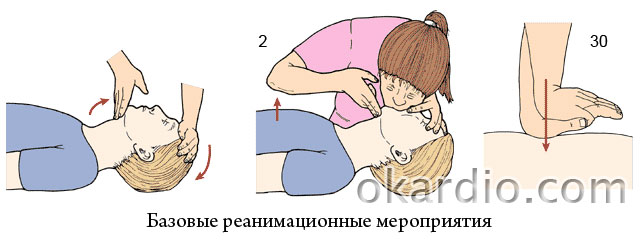 2
30
okardio.com
Базовые реанимационные мероприятия